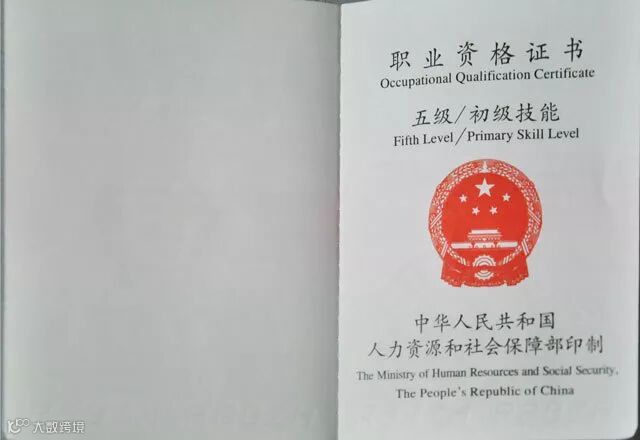 职业资格证书
Occupational Qualification Certificate
五级/初级技能
Fifth Level/Primary Skill Level
中华人民共和国
人力资源和社会保障部印制
The Ministry of Human Resources and Social Security,
The People's Republic of China
大数跨境